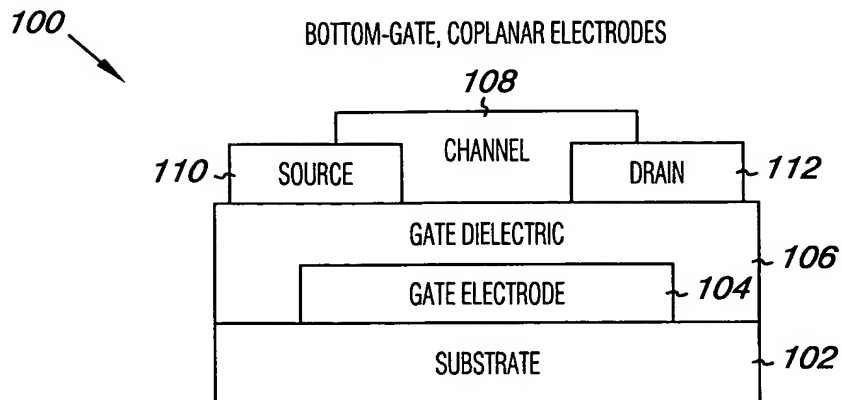 100
BOTTOM-GATE, COPLANAR ELECTRODES
108
CHANNEL
110
SOURCE
DRAIN
112
GATE DIELECTRIC
106
GATE ELECTRODE
104
SUBSTRATE
102